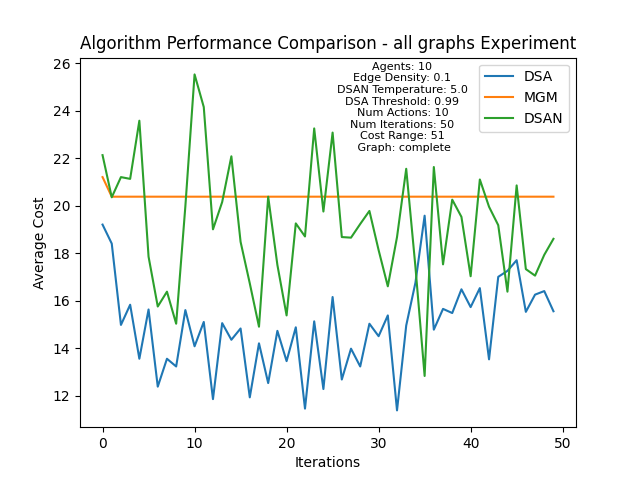 Algorithm Performance Comparison - all graphs Experiment
Agents: 10
Edge Density: 0.1
DSAN Temperature: 5.0
DSA Threshold: 0.99
Num Actions: 10
Num Iterations: 50
Cost Range: 51
Graph: complete
DSA
MGM
DSAN
Average Cost
26
24
22
20
18
16
14
12
0 10 20 30 40 50
Iterations